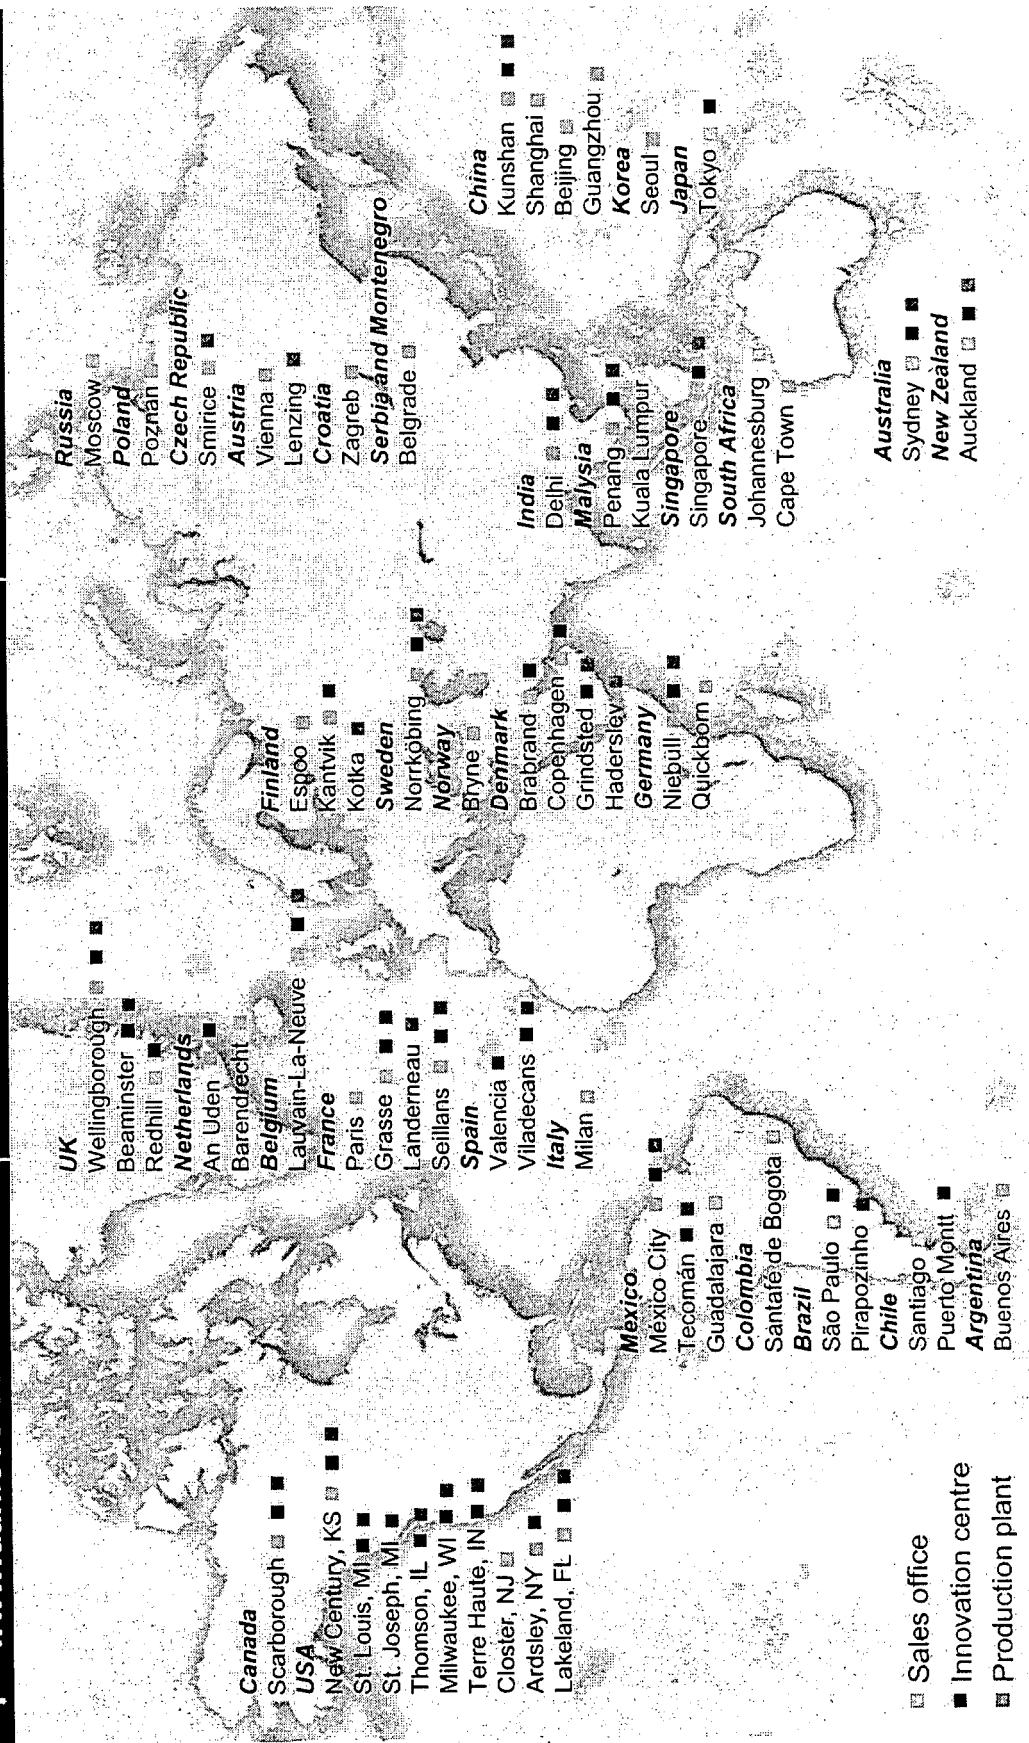 Canada
Scarborough
USA
New Century, KS
St. Louis, MI
St. Joseph, MI
Thomson, IL
Milwaukee, WI
Terre Haute, IN
Closter, NJ
Ardsley, NY
Lakeland, FL
Sales office
Innovation centre
Production plant
UK
Wellingborough
Beaminster
Redhill
Netherlands
An Uden
Barendrecht
Belgium
Lauvain-La-Neuve
France
Paris
Grasse
Landerneau
Seillans
Spain
Valencia
Viladecans
Italy
Milan
Mexico
Mexico City
Tecomán
Guadalajara
Colombia
Santafé de Bogota
Brazil
São Paulo
Pirapozinho
Chile
Santiago
Puerto Montt
Argentina
Buenos Aires
Finland
Espoo
Kantvik
Kotka
Sweden
Norrköbing
Norway
Bryne
Denmark
Brabrand
Copenhagen
Grindsted
Haderslev
Germany
Niebüll
Quickborn
Russia
Moscow
Poland
Poznán
Czech Republic
Smirice
Austria
Vienna
Lenzing
Croatia
Zagreb
Serbia and Montenegro
Belgrade
India
Delhi
Malysia
Penang
Kuala Lumpur
Singapore
Singapore
South Africa
Johannesburg
Cape Town
China
Kunshan
Shanghai
Beijing
Guangzhou
Korea
Seoul
Japan
Tokyo
Australia
Sydney
New Zealand
Auckland